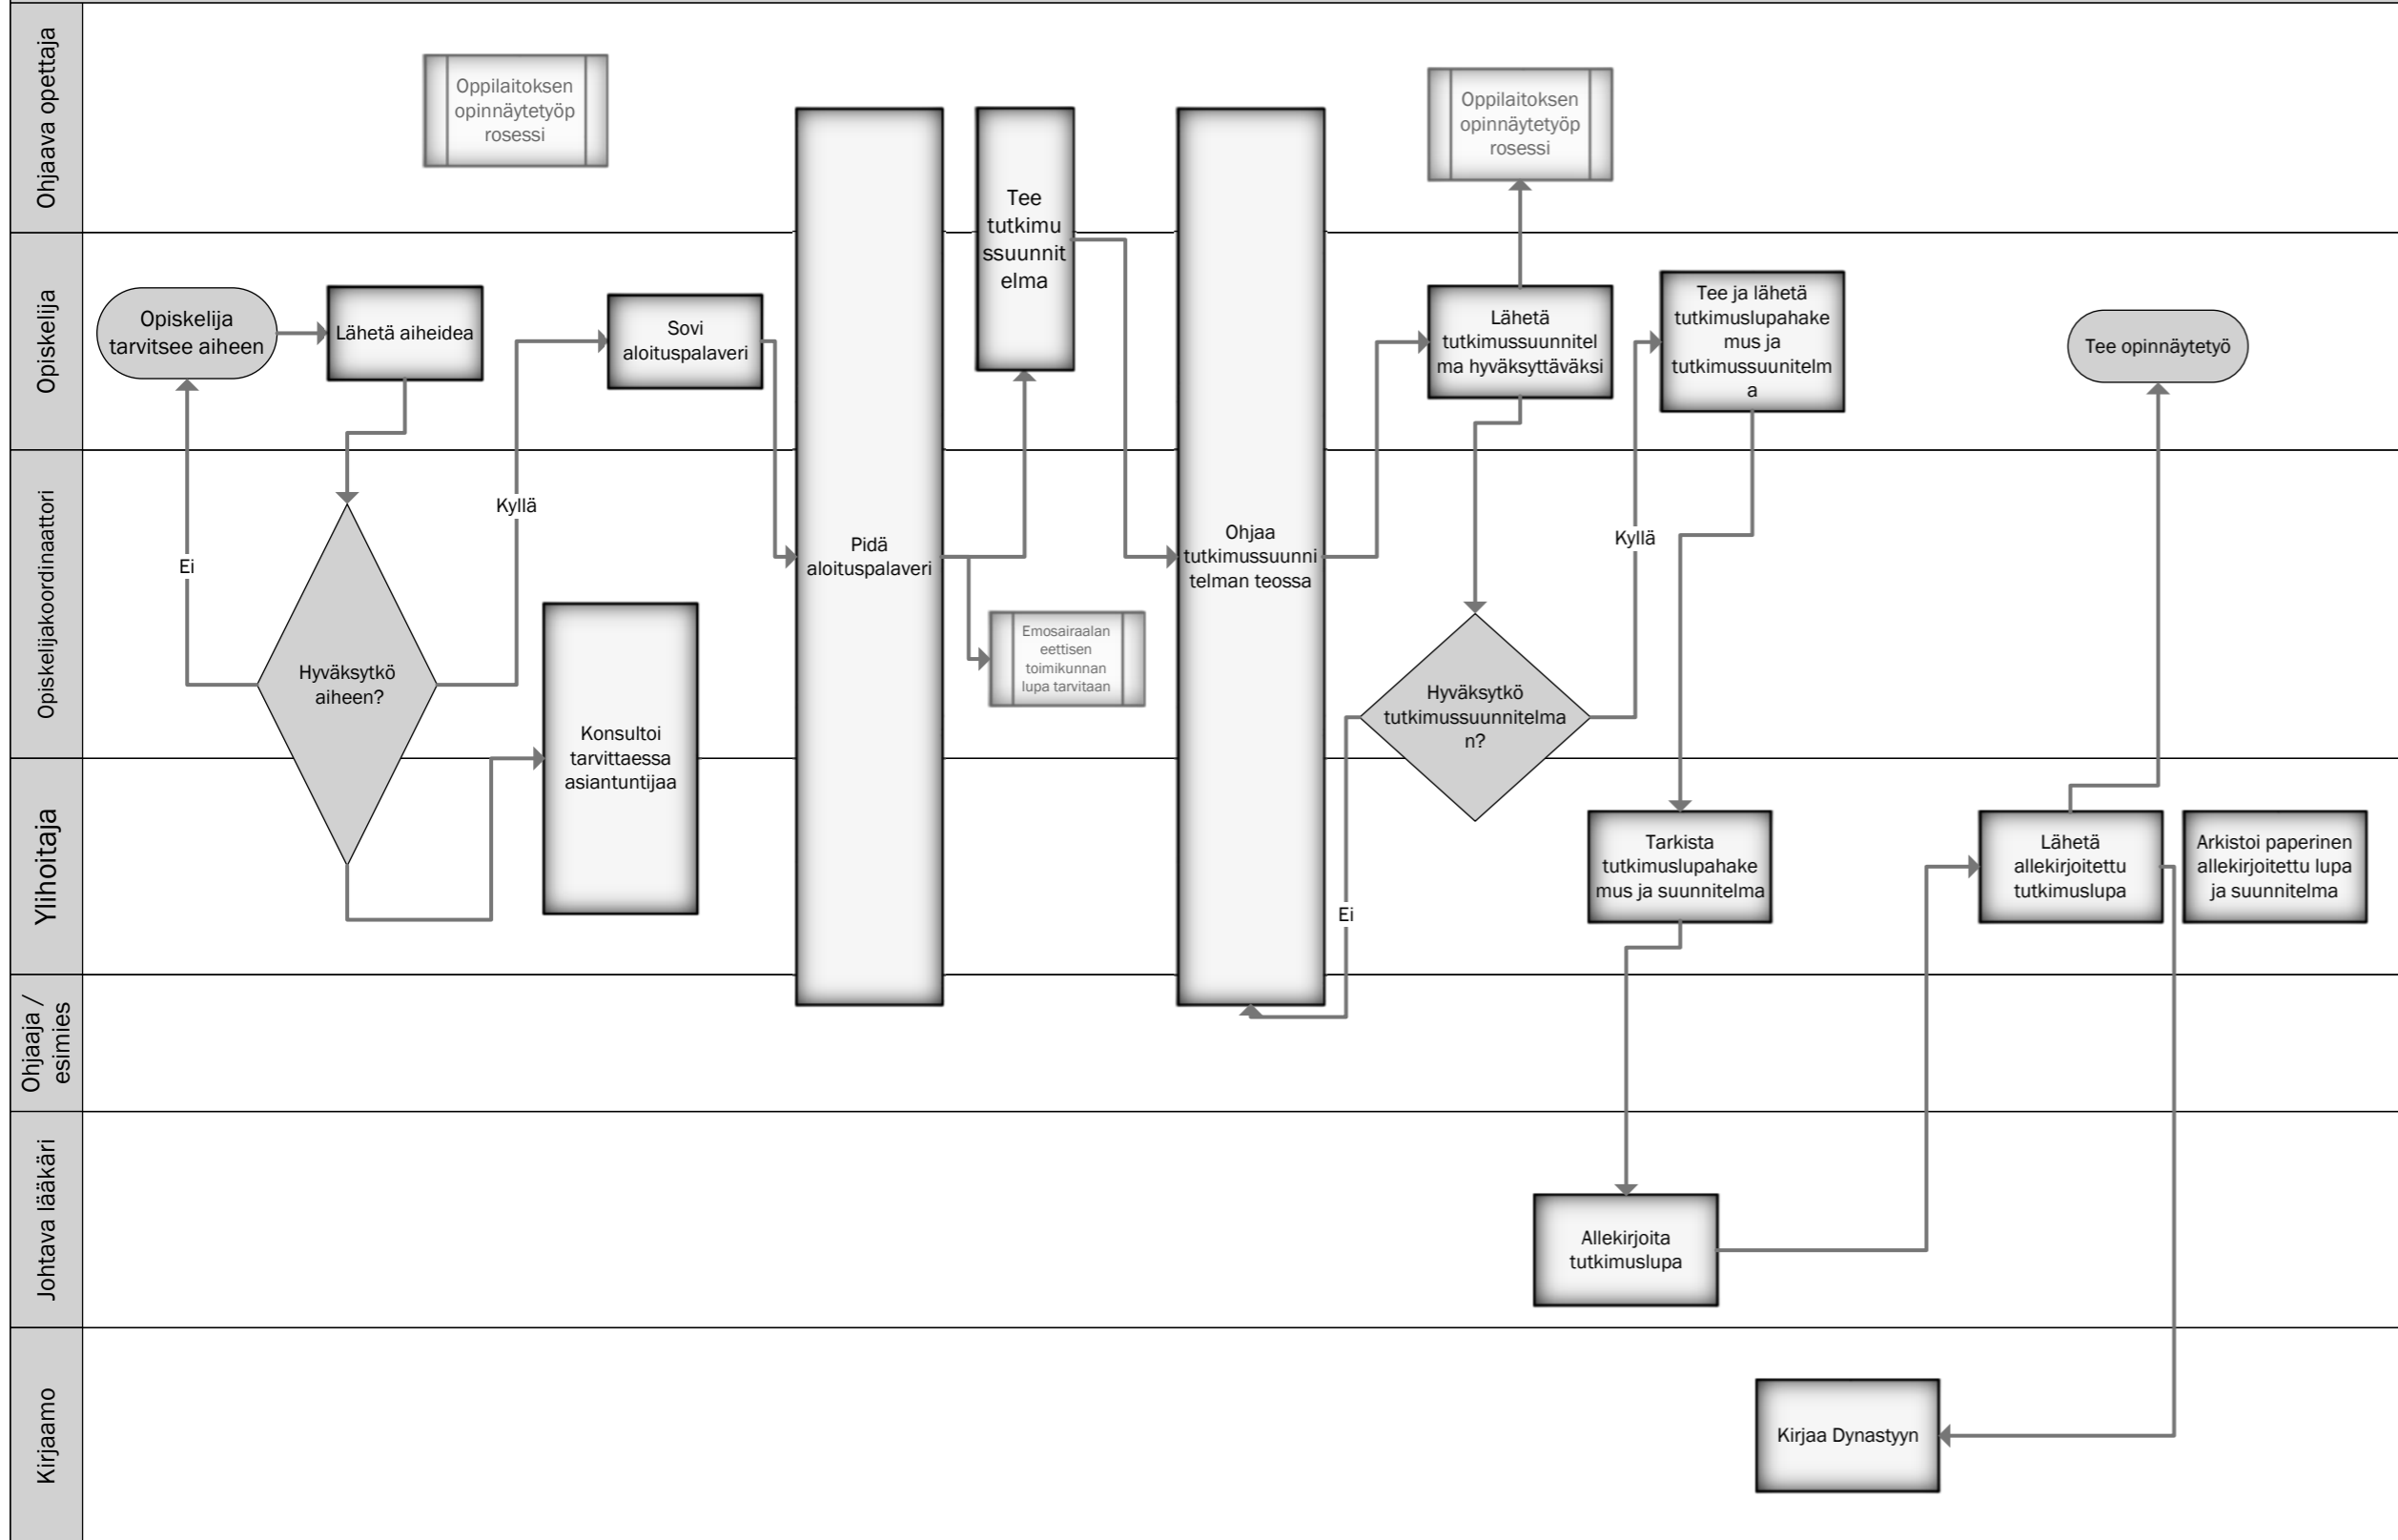 Ohjaava opettaja
Oppilaitoksen
opinnäytetyöp
rosessi
Oppilaitoksen
opinnäytetyöp
rosessi
Tee
tutkimu
ssuunnit
elma
Opiskelija
Opiskelija
tarvitsee aiheen
Lähetä aiheidea
Sovi
aloituspalaveri
Lähetä
tutkimussuunnitel
ma hyväksyttäväksi
Tee ja lähetä
tutkimuslupahake
mus ja
tutkimussuunitelm
a
Tee opinnäytetyö
Opiskelijakoordinaattori
Ei
Hyväksytkö
aiheen?
Kyllä
Konsultoi
tarvittaessa
asiantuntijaa
Pidä
aloituspalaveri
Emosairaalan
eettisen
toimikunnan
lupa tarvitaan
Ohjaa
tutkimussuunni
telman teossa
Hyväksytkö
tutkimussuunnitelma
n?
Kyllä
Ei
Ylihoitaja
Tarkista
tutkimuslupahake
mus ja suunnitelma
Lähetä
allekirjoitettu
tutkimuslupa
Arkistoi paperinen
allekirjoitettu lupa
ja suunnitelma
Ohjaaja /
esimies
Johtava lääkäri
Allekirjoita
tutkimuslupa
Kirjaamo
Kirjaa Dynastyyn